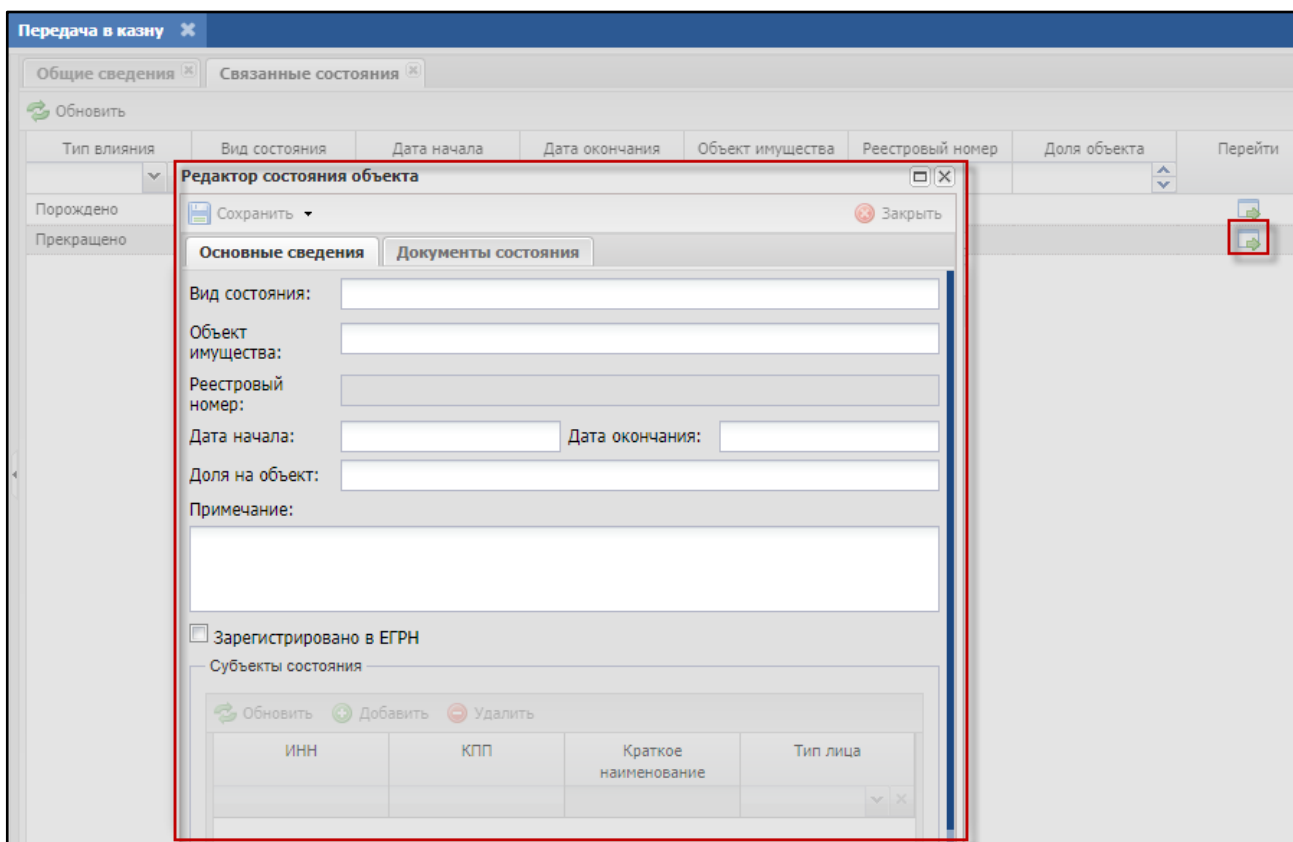 Передача в казну
Общие сведения Связанные состояния
Обновить
Тип влияния Вид состояния Дата начала Дата окончания Объект имущества Реестровый номер Доля объекта Перейти
Редактор состояния объекта
Порождено
Сохранить Закрыть
Прекращено
Основные сведения Документы состояния
Вид состояния:
Объект
имущества:
Реестровый
номер:
Дата начала: Дата окончания:
Доля на объект:
Примечание:
Зарегистрировано в ЕГРН
Субъекты состояния
Обновить Добавить Удалить
ИНН КПП Краткое
наименование Тип лица